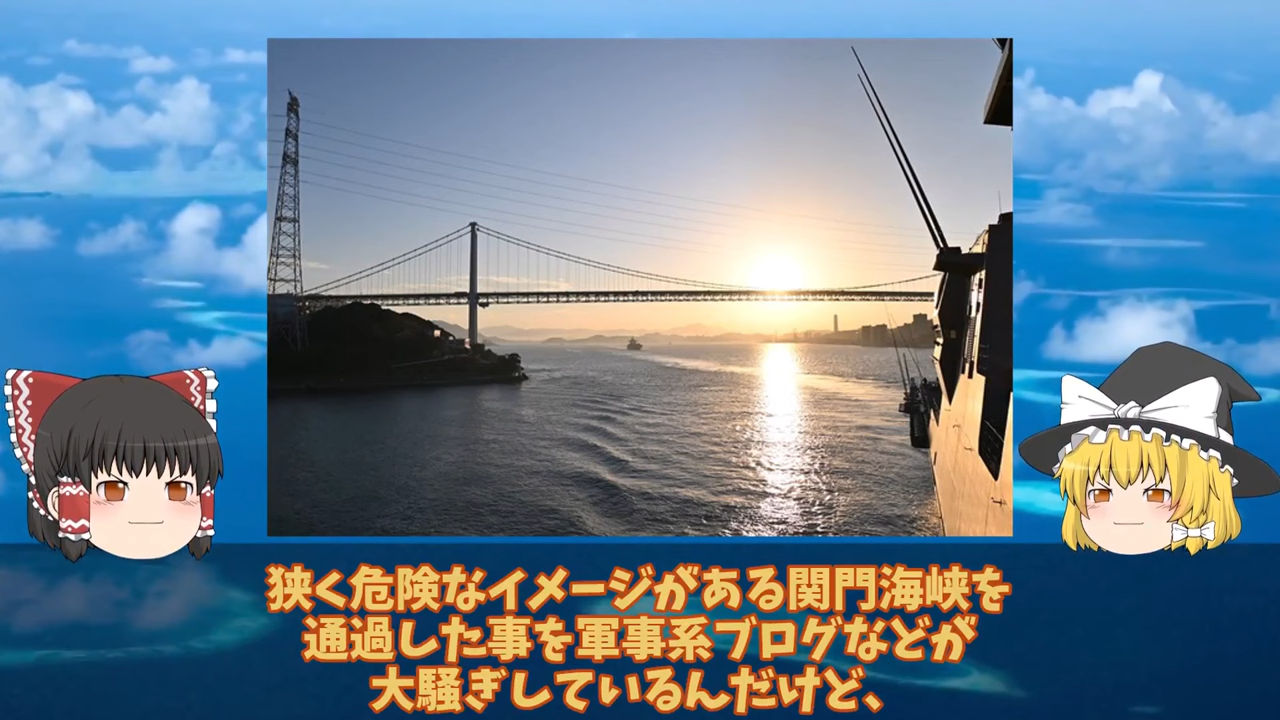 狭く危険なイメージがある関門海峡を
通過した事を軍事系ブログなどが
大騒ぎしているんだけど、